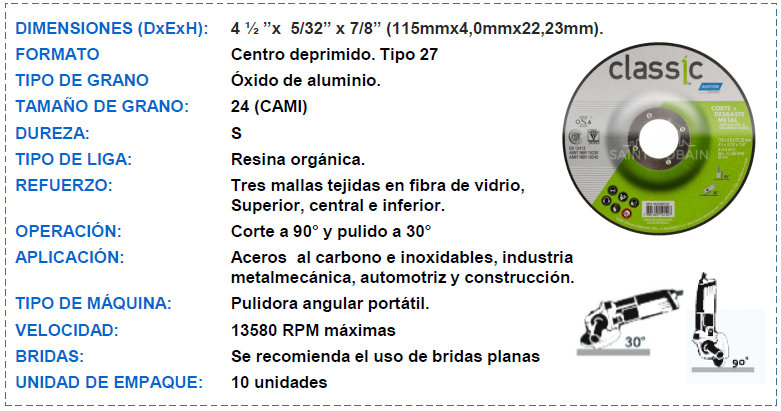 DIMENSIONES (DxExH): 4 ½ ”x 5/32” x 7/8” (115mmx4,0mmx22,23mm).
FORMATO Centro deprimido. Tipo 27
TIPO DE GRANO Óxido de aluminio.
TAMAÑO DE GRANO: 24 (CAMI)
DUREZA: S
TIPO DE LIGA: Resina orgánica.
REFUERZO: Tres mallas tejidas en fibra de vidrio,
Superior, central e inferior.
OPERACIÓN: Corte a 90° y pulido a 30°
APLICACIÓN: Aceros al carbono e inoxidables, industria
metalmecánica, automotriz y construcción.
TIPO DE MÁQUINA: Pulidora angular portátil.
VELOCIDAD: 13580 RPM máximas
BRIDAS: Se recomienda el uso de bridas planas
UNIDAD DE EMPAQUE: 10 unidades
classic
NORTON
CORTE +
DESBASTE
METAL
30°
90°